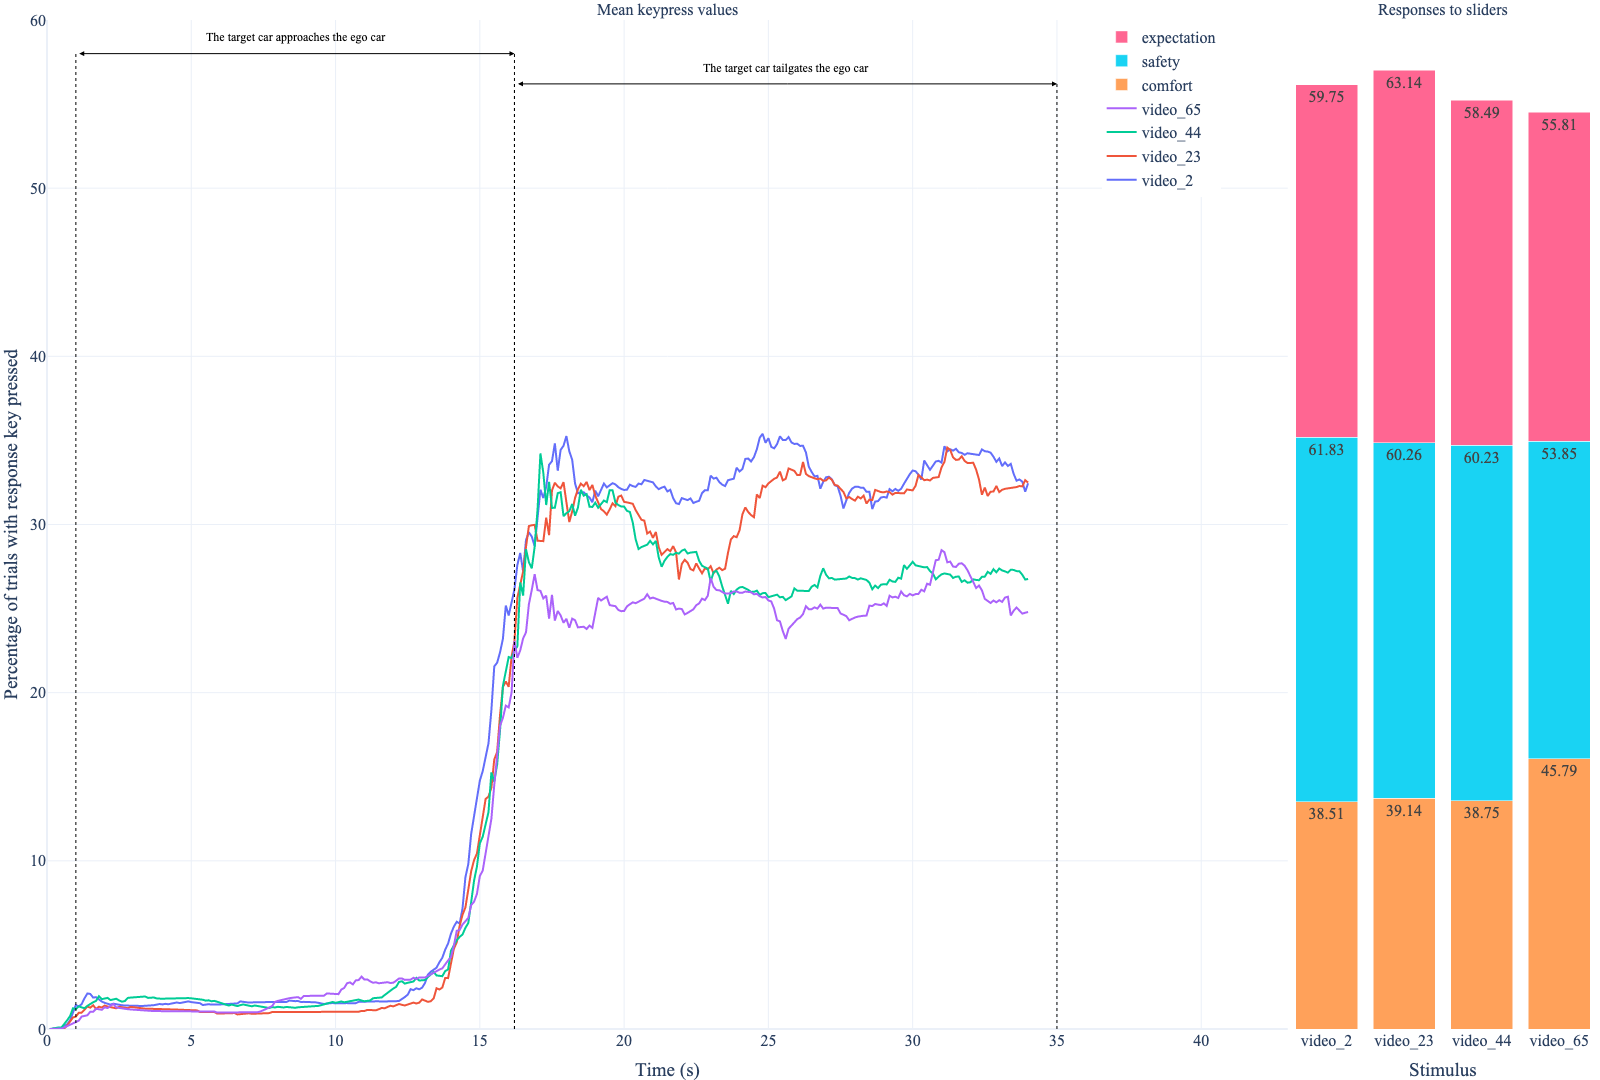 Mean keypress values
Responses to sliders
60
50
40
30
20
10
0
Percentage of trials with response key pressed
The target car approaches the ego car
The target car tailgates the ego car
expectation
safety
comfort
video_65
video_44
video_23
video_2
0 5 10 15 20 25 30 35 40
Time (s)
59.75 63.14 58.49 55.81
61.83 60.26 60.23 53.85
38.51 39.14 38.75 45.79
video_2 video_23 video_44 video_65
Stimulus